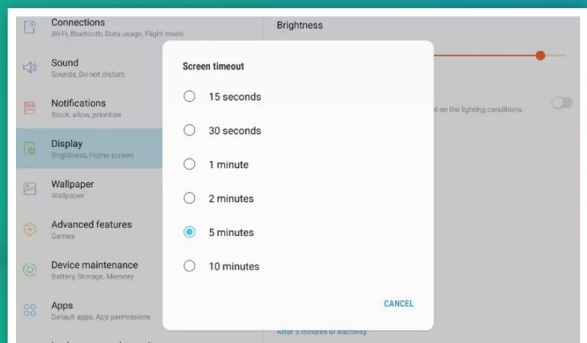 Connections
Wi-Fi, Bluetooth, Data usage, Flight mode
Sound
Sounds, Do not disturb
Notifications
Block, allow, prioritise
Display
Brightness, Home screen
Wallpaper
Wallpaper
Advanced features
Games
Device maintenance
Battery, Storage, Memory
Apps
Default apps, App permissions
Brightness
d on the lighting conditions.
Screen timeout
15 seconds
30 seconds
1 minute
2 minutes
5 minutes
10 minutes
CANCEL
After 5 minutes of inactivity